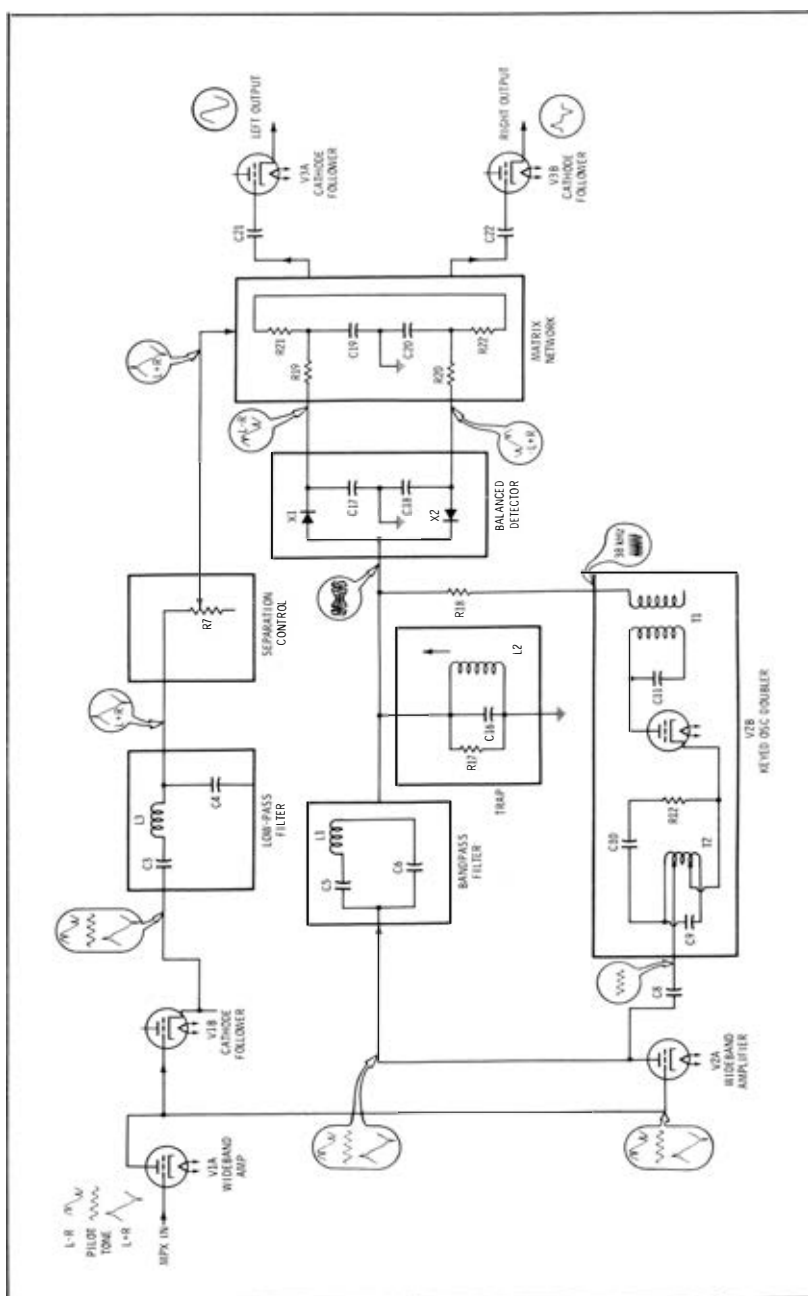 L-R
PILOT
TONE
L+R
MPX IN
V1A
WIDEBAND
AMP
V1B
CATHODE
FOLLOWER
C3
L3
C4
LOW-PASS
FILTER
L+R
R7
SEPARATION
CONTROL
L+R
C5
L1
C6
BANDPASS
FILTER
R17
C16
L2
TRAP
R18
X1
C17
C18
X2
BALANCED
DETECTOR
L-R
-L+R
R19
R21
C19
C20
R20
R22
MATRIX
NETWORK
C21
V3A
CATHODE
FOLLOWER
LEFT OUTPUT
C22
V3B
CATHODE
FOLLOWER
RIGHT OUTPUT
V2A
WIDEBAND
AMPLIFIER
C8
C9
T2
C10
R12
C11
T1
38 kHz
V2B
KEYED OSC DOUBLER